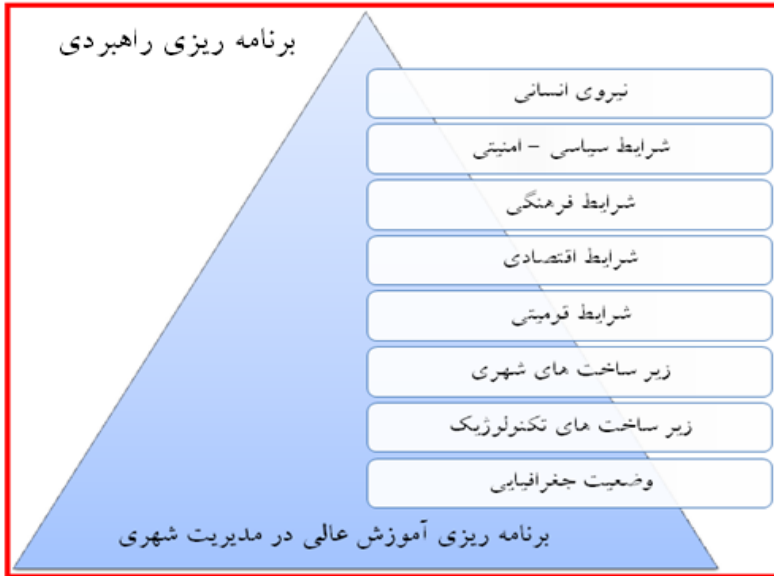 برنامه ریزی راهبردی
نیروی انسانی
شرایط سیاسی - امنیتی
شرایط فرهنگی
شرایط اقتصادی
شرایط قومیتی
زیر ساخت های شهری
زیر ساخت های تکنولوژیک
وضعیت جغرافیایی
برنامه ریزی آموزش عالی در مدیریت شهری